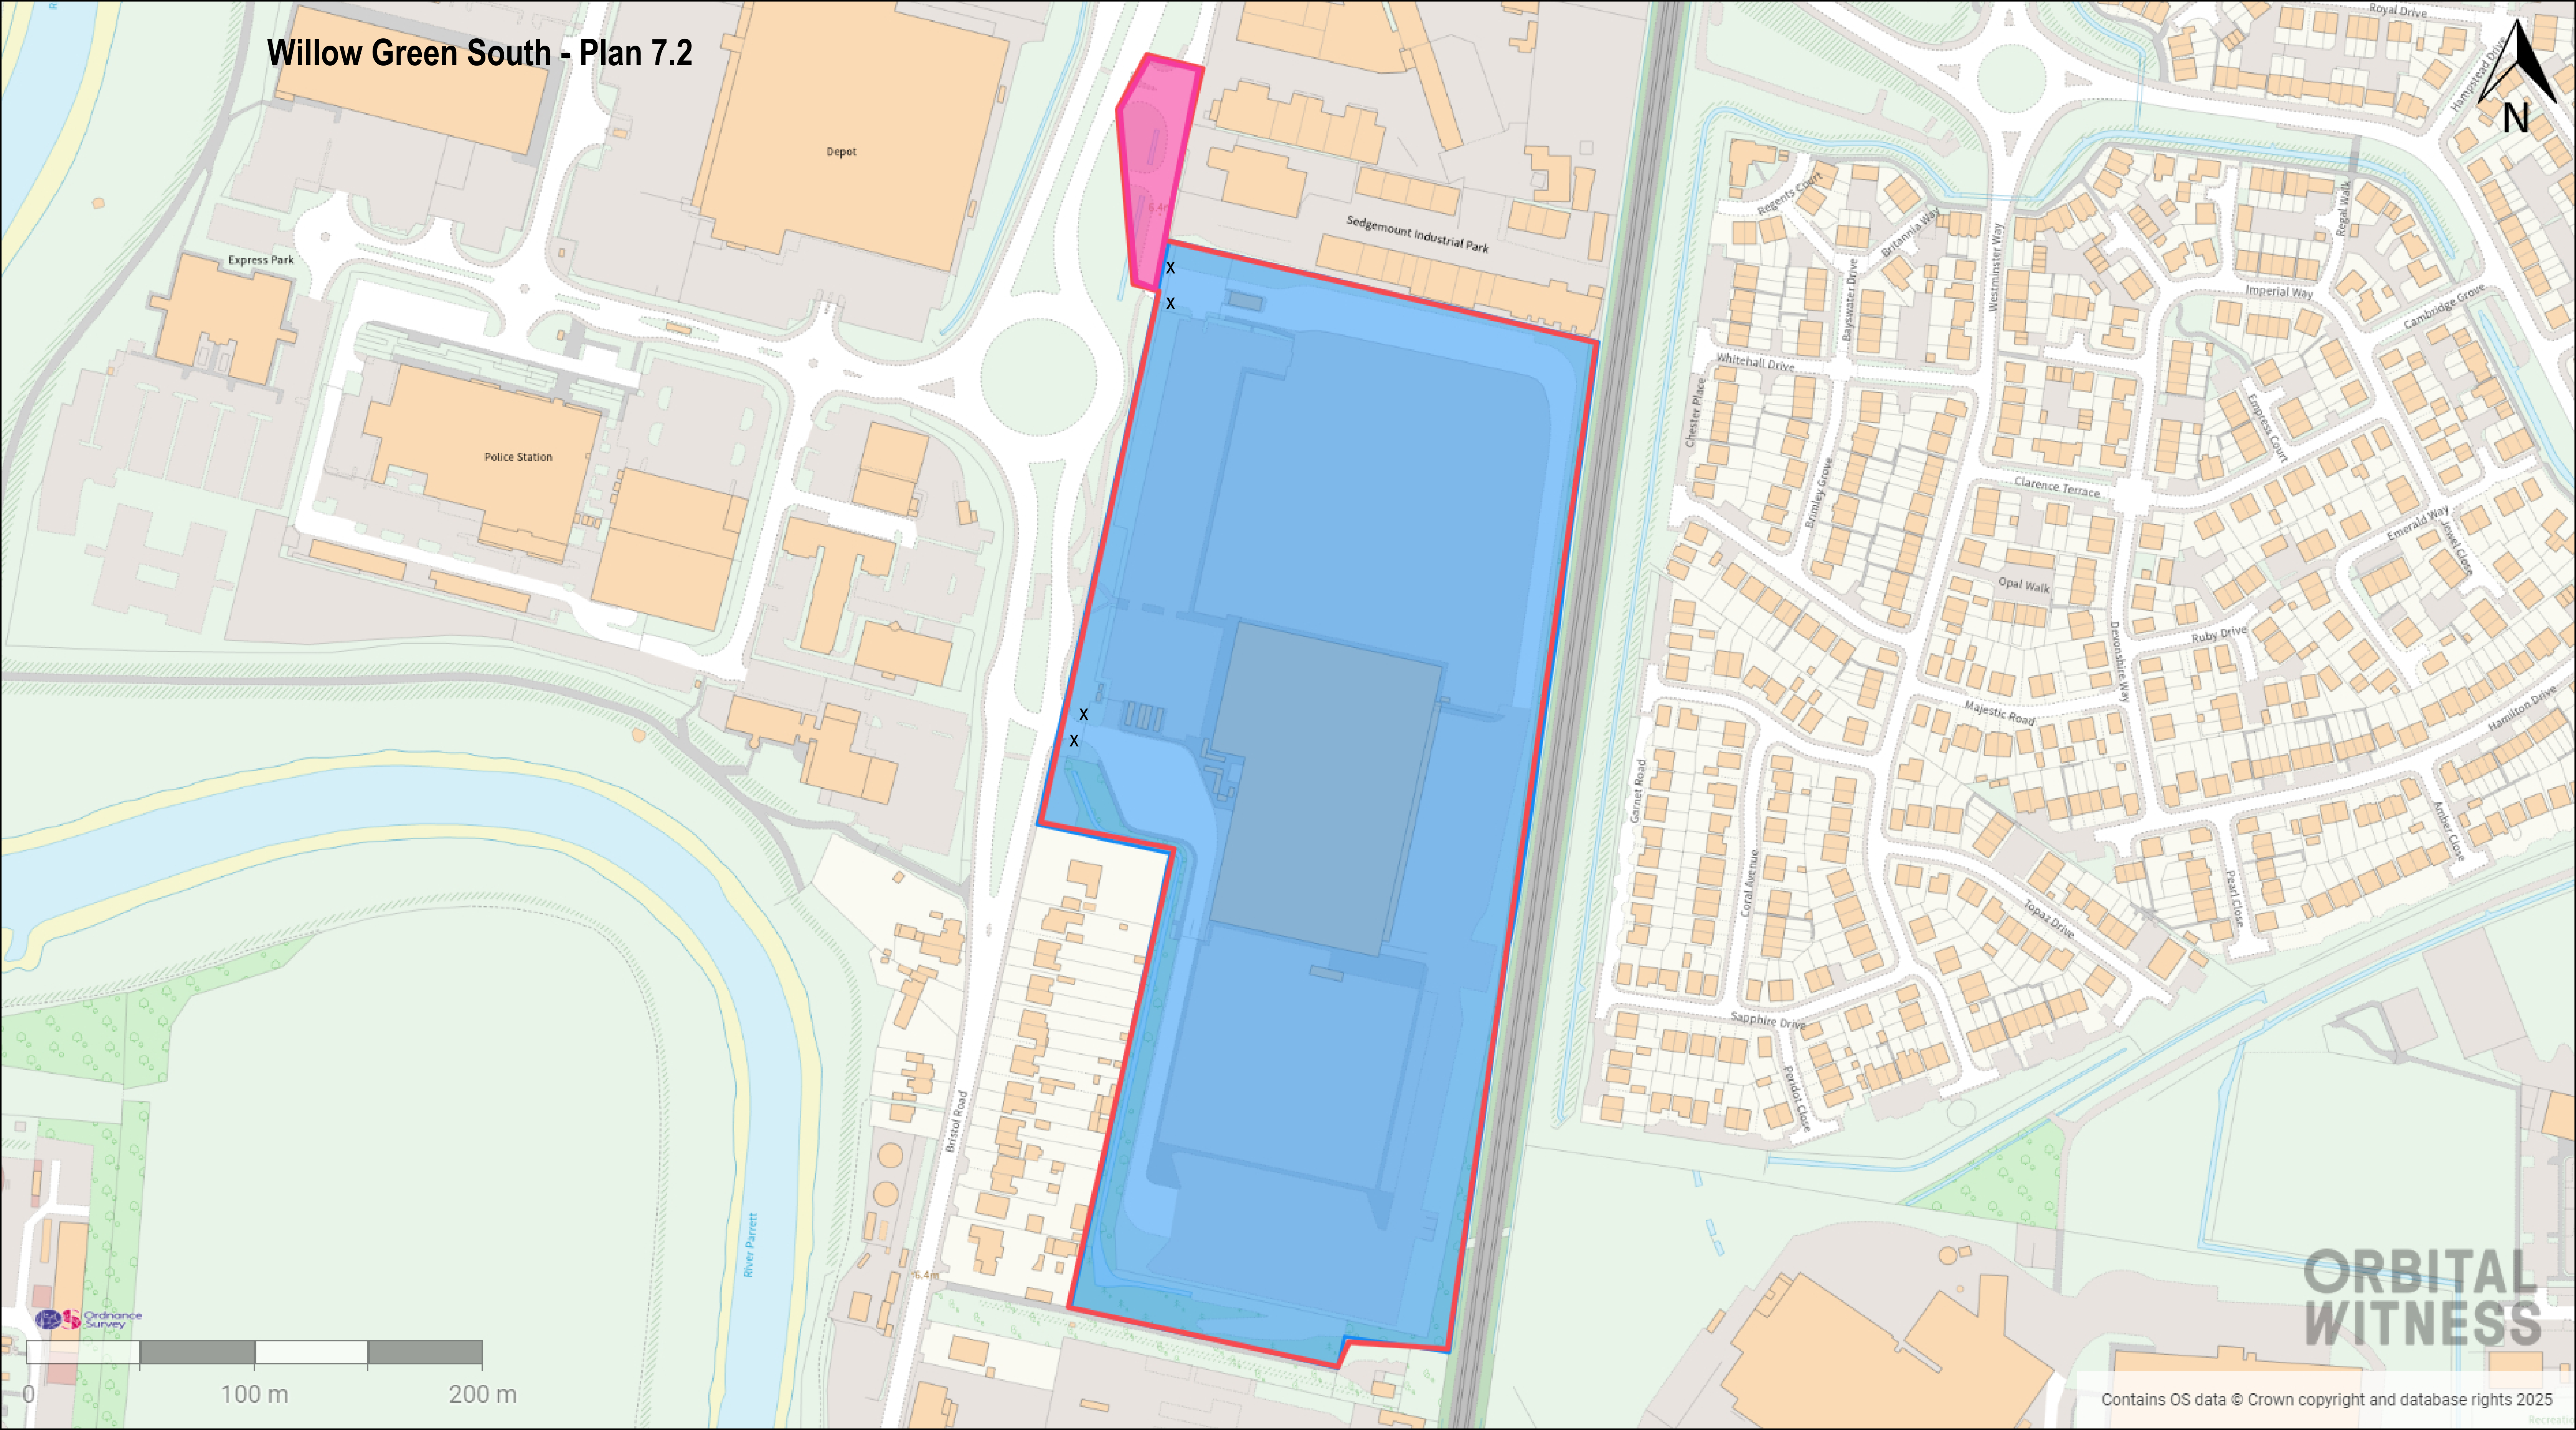 Willow Green South - Plan 7.2
Royal Drive
Hampstead Drive
N
Depot
Regents Court
Britannia Way
Westminster Way
Regal Walk
Sedgemount Industrial Park
Express Park
Bayswater Drive
Imperial Way
Cambridge Grove
X
X
Whitehall Drive
Chester Place
Empress Court
Police Station
Brimley Grove
Clarence Terrace
Emerald Way
Jewel Close
Opal Walk
Ruby Drive
Devonshire Way
X
X
Majestic Road
Hamilton Drive
Garnet Road
Amber Close
Coral Avenue
Pearl Close
Topaz Drive
Sapphire Drive
Peridot Close
Bristol Road
River Parrett
6.4m
ORBITAL
WITNESS
Ordnance
Survey
0 100 m 200 m
Contains OS data © Crown copyright and database rights 2025